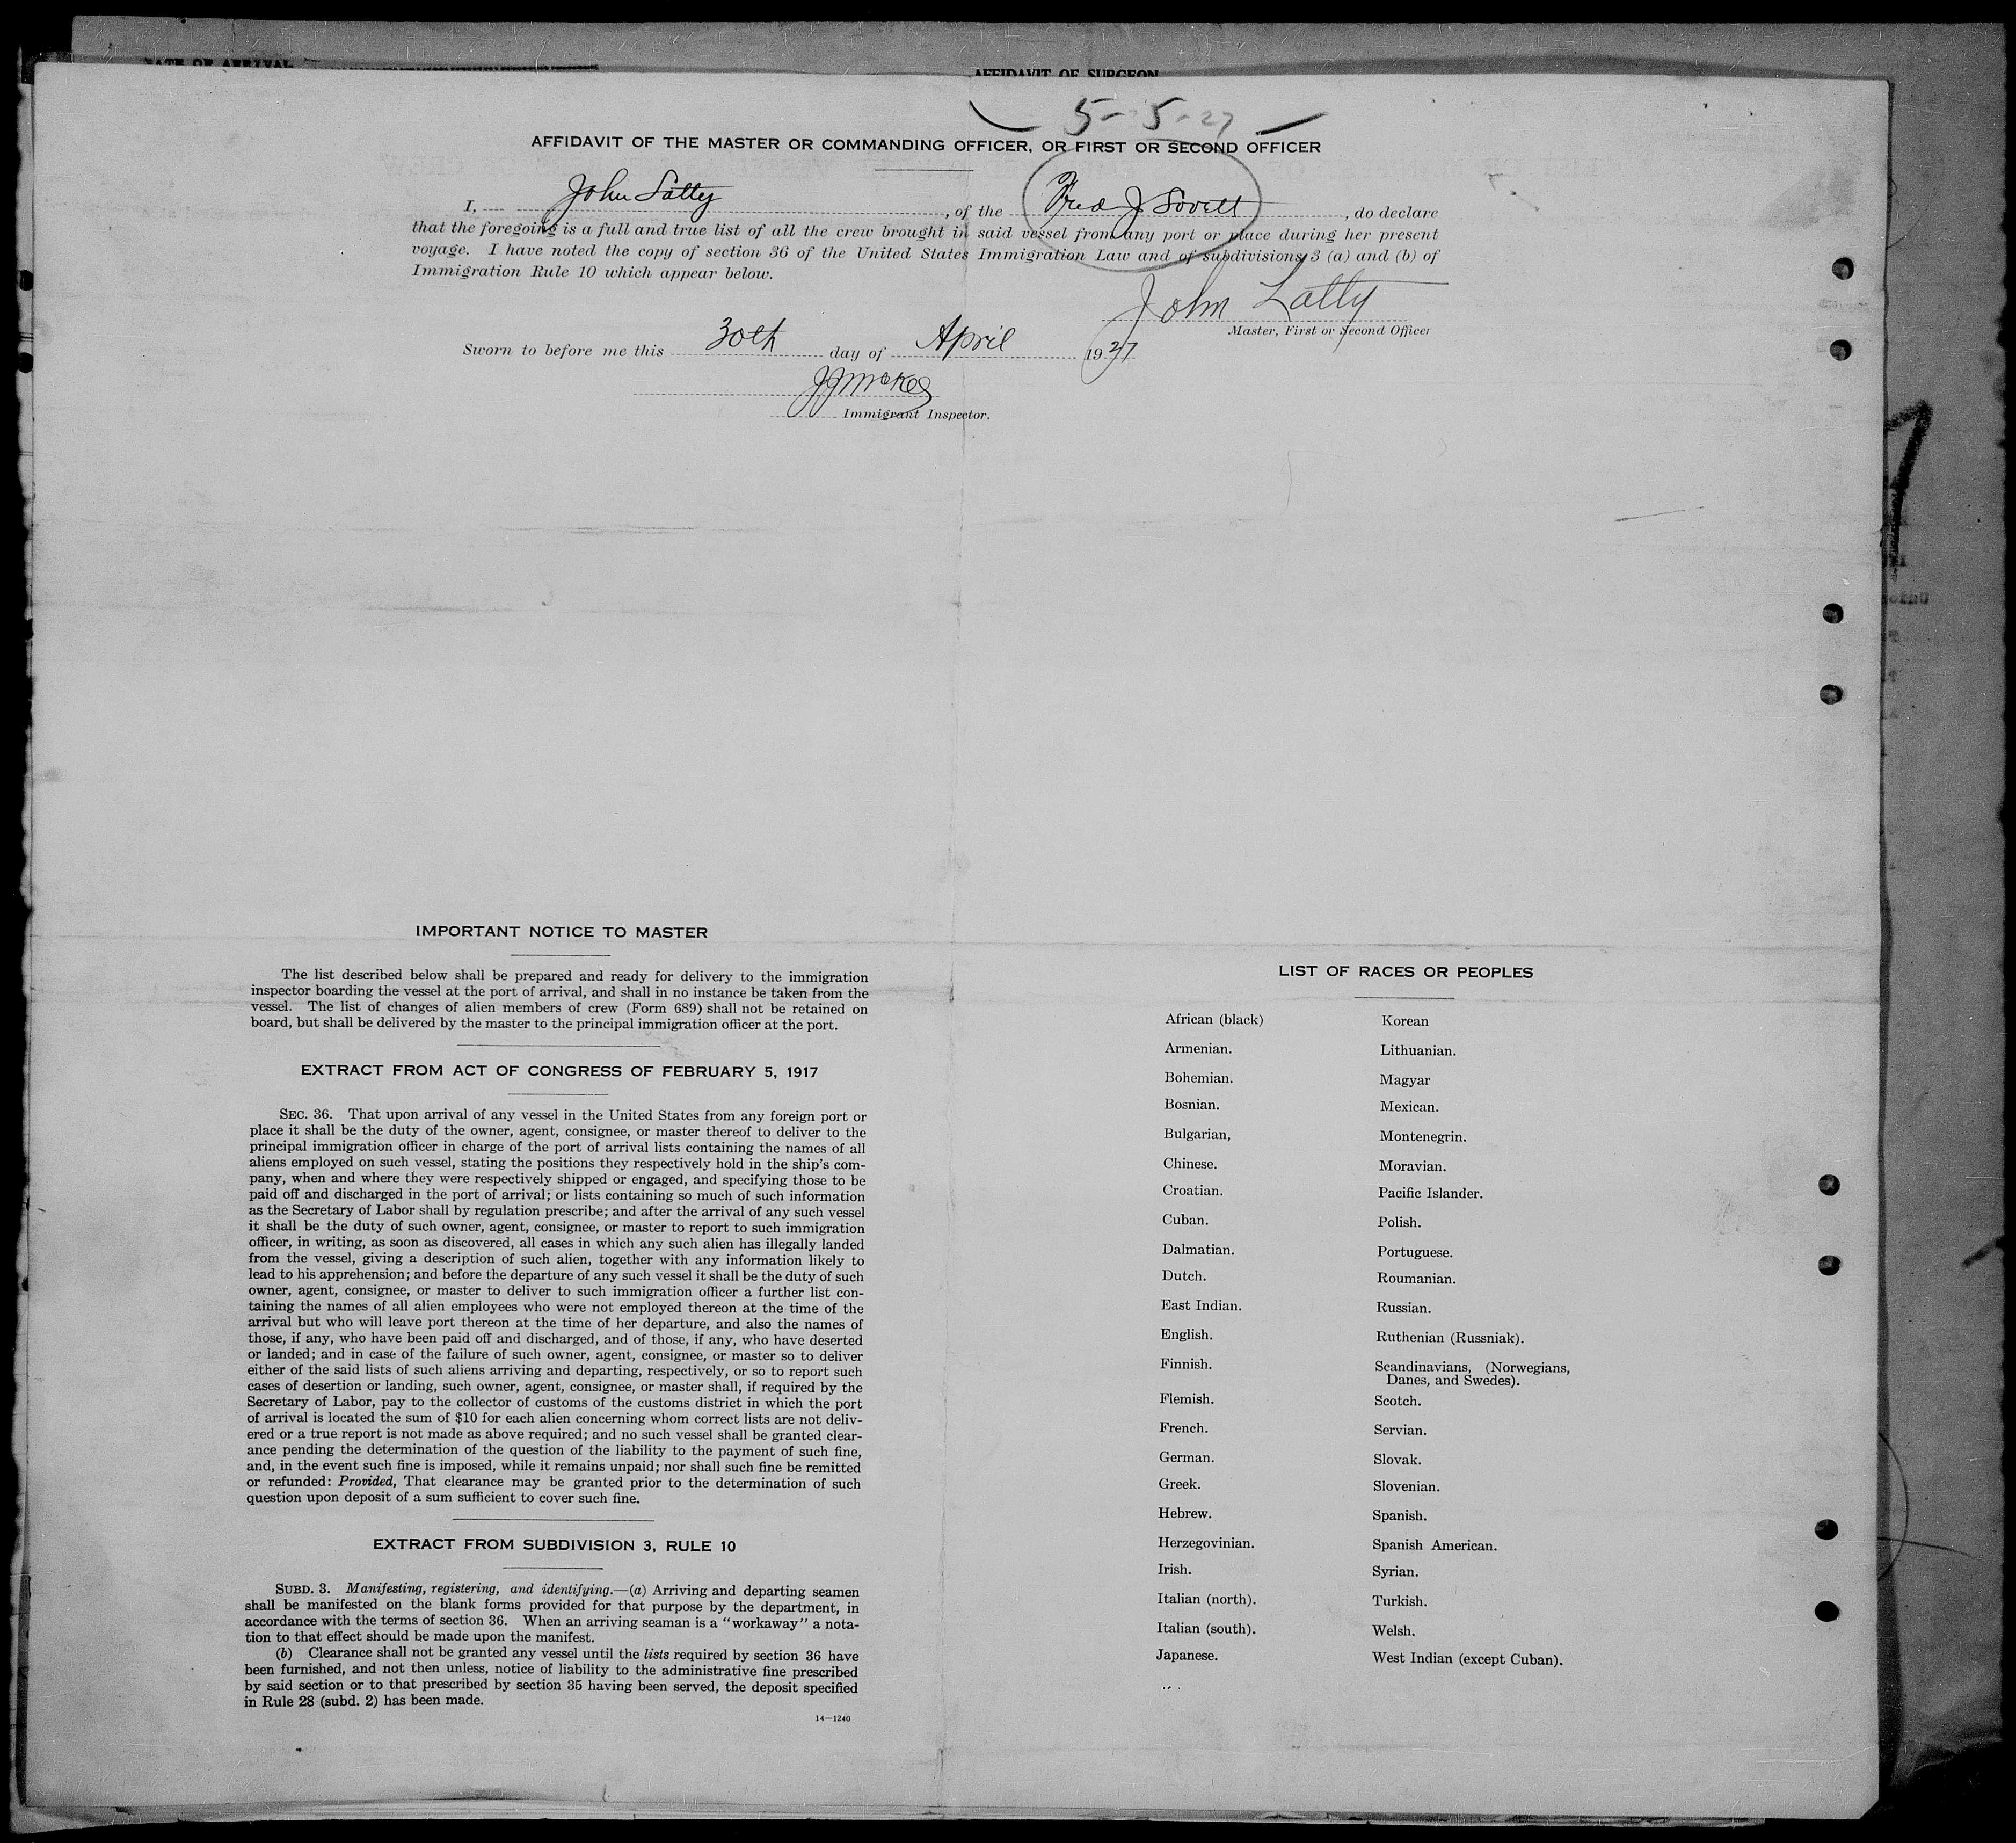 DATE OF ARRIVAL
AFFIDAVIT OF SURGEON
5-5-27
AFFIDAVIT OF THE MASTER OR COMMANDING OFFICER, OR FIRST OR SECOND OFFICER
I, John Latty, of the Fred J Lovell, do declare
that the foregoing is a full and true list of all the crew brought in said vessel from any port or place during her present
voyage. I have noted the copy of section 36 of the United States Immigration Law and of subdivisions 3 (a) and (b) of
Immigration Rule 10 which appear below.
John Latty
Master, First or Second Officer
Sworn to before me this 30th day of April 1927
JJ McKee
Immigrant Inspector.
IMPORTANT NOTICE TO MASTER
The list described below shall be prepared and ready for delivery to the immigration
inspector boarding the vessel at the port of arrival, and shall in no instance be taken from the
vessel. The list of changes of alien members of crew (Form 689) shall not be retained on
board, but shall be delivered by the master to the principal immigration officer at the port.
EXTRACT FROM ACT OF CONGRESS OF FEBRUARY 5, 1917
SEC. 36. That upon arrival of any vessel in the United States from any foreign port or
place it shall be the duty of the owner, agent, consignee, or master thereof to deliver to the
principal immigration officer in charge of the port of arrival lists containing the names of all
aliens employed on such vessel, stating the positions they respectively hold in the ship's com-
pany, when and where they were respectively shipped or engaged, and specifying those to be
paid off and discharged in the port of arrival; or lists containing so much of such information
as the Secretary of Labor shall by regulation prescribe; and after the arrival of any such vessel
it shall be the duty of such owner, agent, consignee, or master to report to such immigration
officer, in writing, as soon as discovered, all cases in which any such alien has illegally landed
from the vessel, giving a description of such alien, together with any information likely to
lead to his apprehension; and before the departure of any such vessel it shall be the duty of such
owner, agent, consignee, or master to deliver to such immigration officer a further list con-
taining the names of all alien employees who were not employed thereon at the time of the
arrival but who will leave port thereon at the time of her departure, and also the names of
those, if any, who have been paid off and discharged, and of those, if any, who have deserted
or landed; and in case of the failure of such owner, agent, consignee, or master so to deliver
either of the said lists of such aliens arriving and departing, respectively, or so to report such
cases of desertion or landing, such owner, agent, consignee, or master shall, if required by the
Secretary of Labor, pay to the collector of customs of the customs district in which the port
of arrival is located the sum of $10 for each alien concerning whom correct lists are not deliv-
ered or a true report is not made as above required; and no such vessel shall be granted clear-
ance pending the determination of the question of the liability to the payment of such fine,
and, in the event such fine is imposed, while it remains unpaid; nor shall such fine be remitted
or refunded: Provided, That clearance may be granted prior to the determination of such
question upon deposit of a sum sufficient to cover such fine.
EXTRACT FROM SUBDIVISION 3, RULE 10
SUBD. 3. Manifesting, registering, and identifying.—(a) Arriving and departing seamen
shall be manifested on the blank forms provided for that purpose by the department, in
accordance with the terms of section 36. When an arriving seaman is a "workaway" a nota-
tion to that effect should be made upon the manifest.
(b) Clearance shall not be granted any vessel until the lists required by section 36 have
been furnished, and not then unless, notice of liability to the administrative fine prescribed
by said section or to that prescribed by section 35 having been served, the deposit specified
in Rule 28 (subd. 2) has been made.
14—1240
LIST OF RACES OR PEOPLES
African (black)
Armenian.
Bohemian.
Bosnian.
Bulgarian,
Chinese.
Croatian.
Cuban.
Dalmatian.
Dutch.
East Indian.
English.
Finnish.
Flemish.
French.
German.
Greek.
Hebrew.
Herzegovinian.
Irish.
Italian (north).
Italian (south).
Japanese.
Korean
Lithuanian.
Magyar
Mexican.
Montenegrin.
Moravian.
Pacific Islander.
Polish.
Portuguese.
Roumanian.
Russian.
Ruthenian (Russniak).
Scandinavians, (Norwegians,
Danes, and Swedes).
Scotch.
Servian.
Slovak.
Slovenian.
Spanish.
Spanish American.
Syrian.
Turkish.
Welsh.
West Indian (except Cuban).